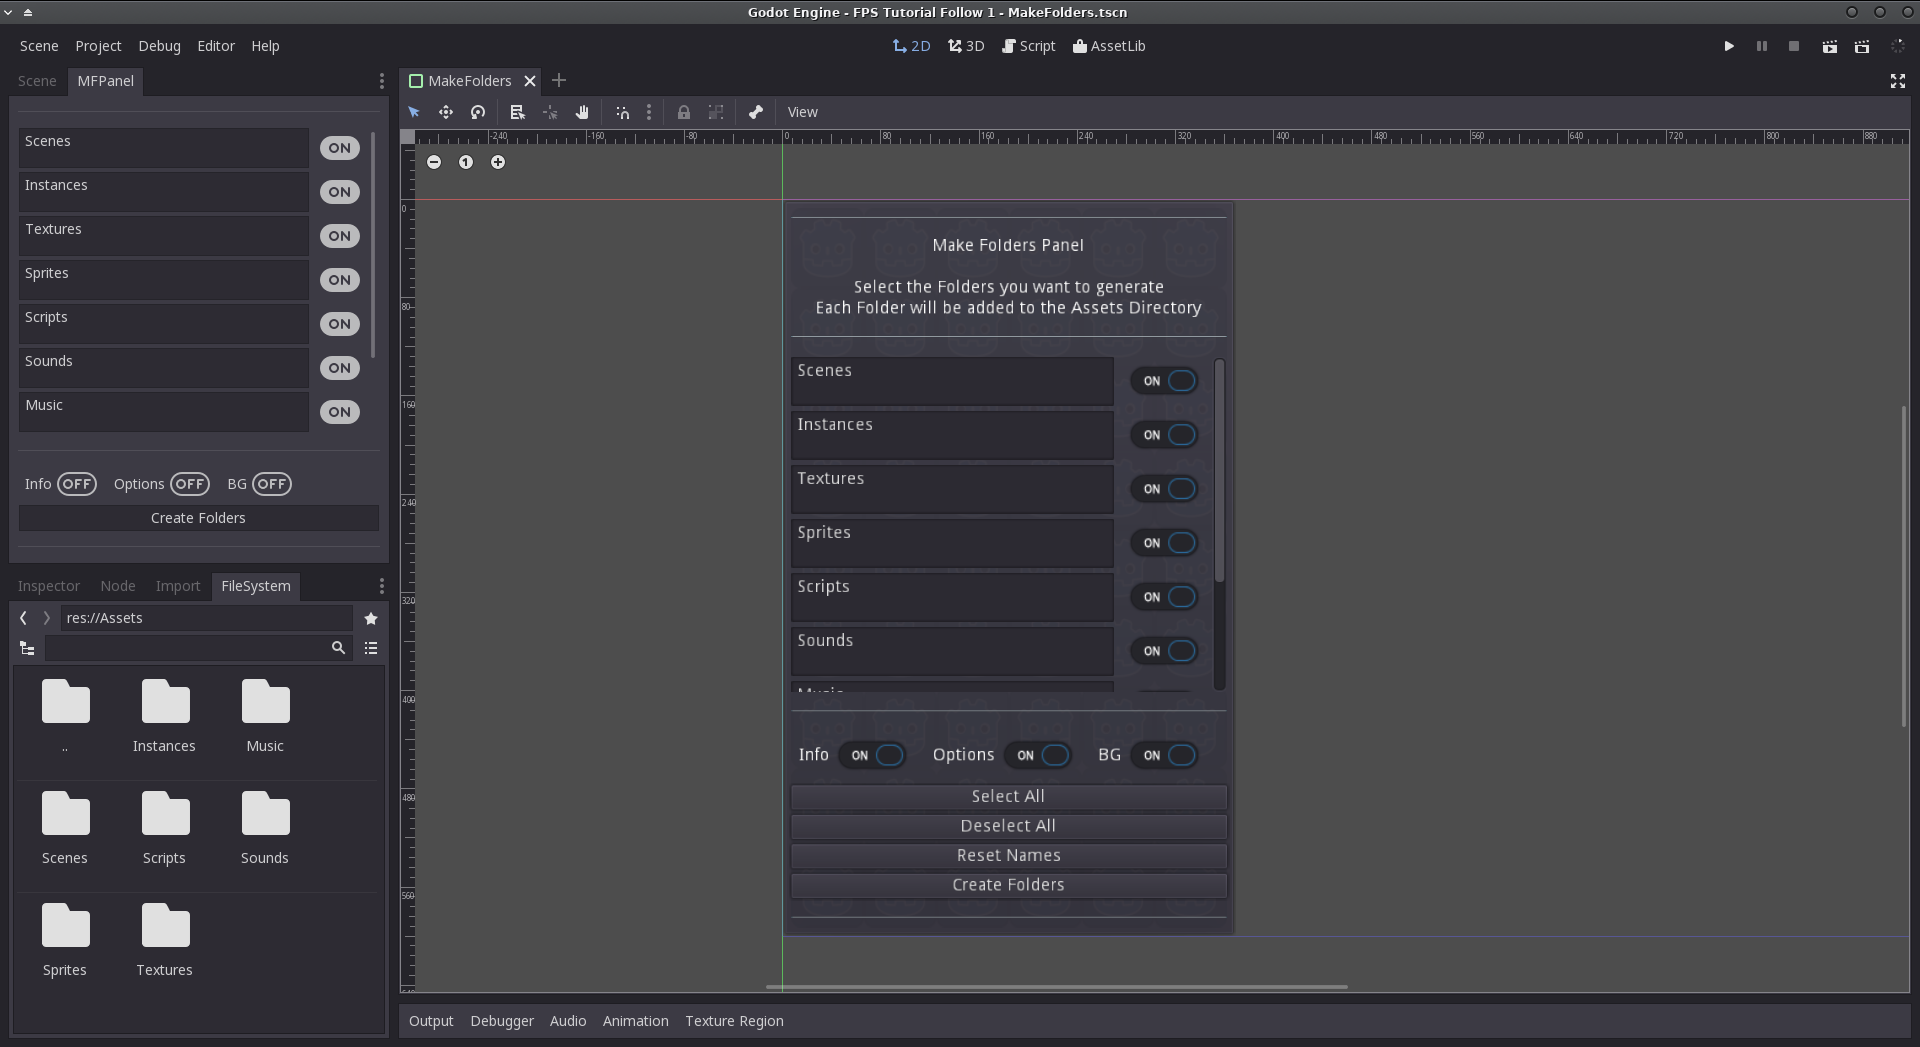 Godot Engine - FPS Tutorial Follow 1 - MakeFolders.tscn
Scene Project Debug Editor Help
2D 3D Script AssetLib
Scene MFPanel
Scenes ON
Instances ON
Textures ON
Sprites ON
Scripts ON
Sounds ON
Music ON
Info OFF Options OFF BG OFF
Create Folders
Inspector Node Import FileSystem
res://Assets
..
Instances
Music
Scenes
Scripts
Sounds
Sprites
Textures
MakeFolders
View
-240 -160 -80 0 80 160 240 320 400 480 560 640 720 800 880
1
0
80
160
240
320
400
480
560
Make Folders Panel
Select the Folders you want to generate
Each Folder will be added to the Assets Directory
Scenes ON
Instances ON
Textures ON
Sprites ON
Scripts ON
Sounds ON
Music
Info ON Options ON BG ON
Select All
Deselect All
Reset Names
Create Folders
Output Debugger Audio Animation Texture Region